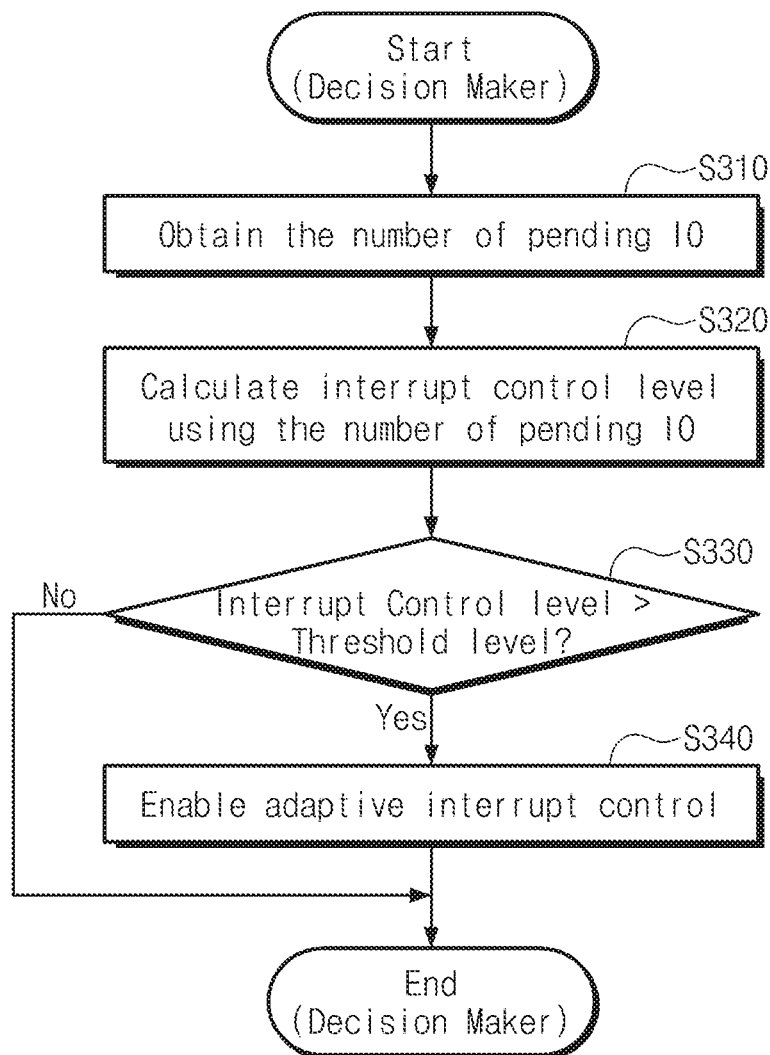 Start
(Decision Maker)
S310
Obtain the number of pending IO
S320
Calculate interrupt control level
using the number of pending IO
S330
No
Interrupt Control level >
Threshold level?
Yes
S340
Enable adaptive interrupt control
End
(Decision Maker)